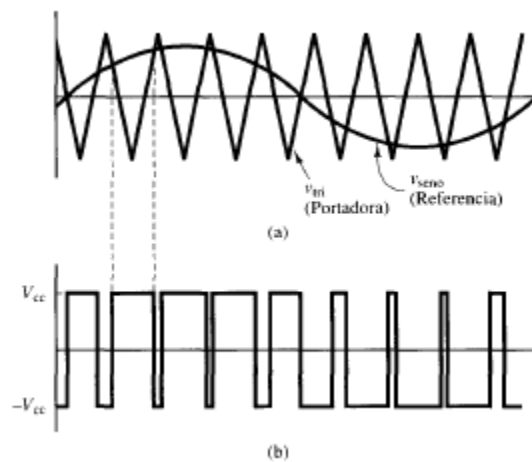 v_tri
(Portadora)
v_seno
(Referencia)
(a)
V_cc
−V_cc
(b)